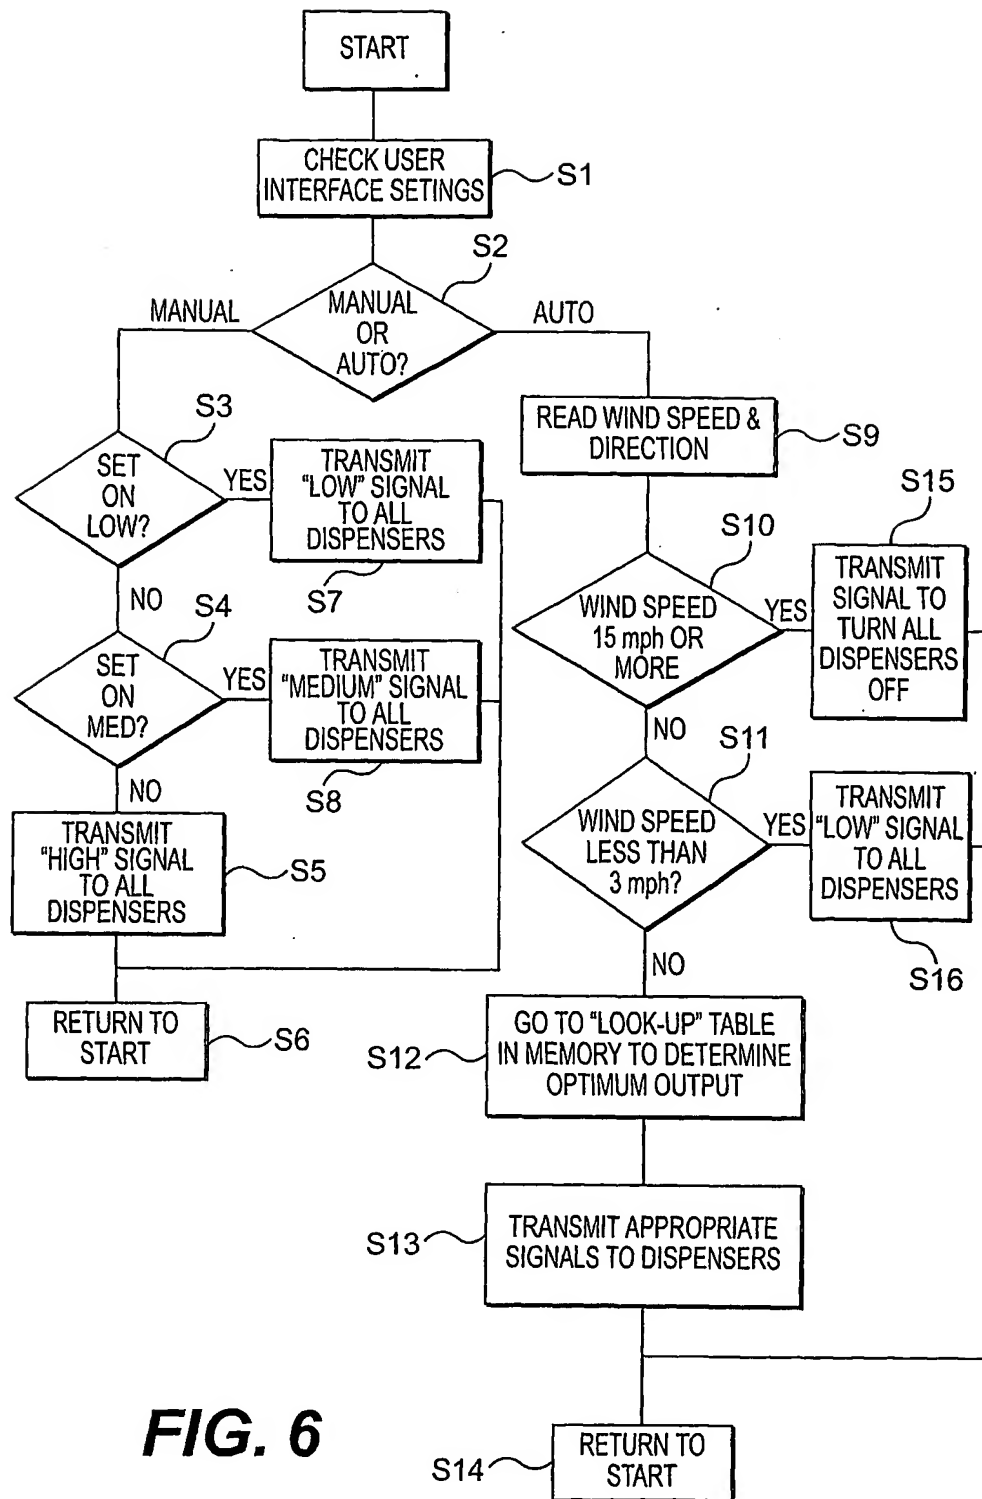 START
CHECK USER
INTERFACE SETINGS
S1
S2
MANUAL
MANUAL
OR
AUTO?
AUTO
S3
SET
ON
LOW?
YES
TRANSMIT
“LOW” SIGNAL
TO ALL
DISPENSERS
S7
NO
S4
SET
ON
MED?
YES
TRANSMIT
“MEDIUM” SIGNAL
TO ALL
DISPENSERS
S8
NO
TRANSMIT
“HIGH” SIGNAL
TO ALL
DISPENSERS
S5
RETURN TO
START
S6
READ WIND SPEED &
DIRECTION
S9
S10
WIND SPEED
15 mph OR
MORE
YES
S15
TRANSMIT
SIGNAL TO
TURN ALL
DISPENSERS
OFF
NO
S11
WIND SPEED
LESS THAN
3 mph?
YES
TRANSMIT
“LOW” SIGNAL
TO ALL
DISPENSERS
S16
NO
S12
GO TO “LOOK-UP” TABLE
IN MEMORY TO DETERMINE
OPTIMUM OUTPUT
S13
TRANSMIT APPROPRIATE
SIGNALS TO DISPENSERS
S14
RETURN TO
START
FIG. 6